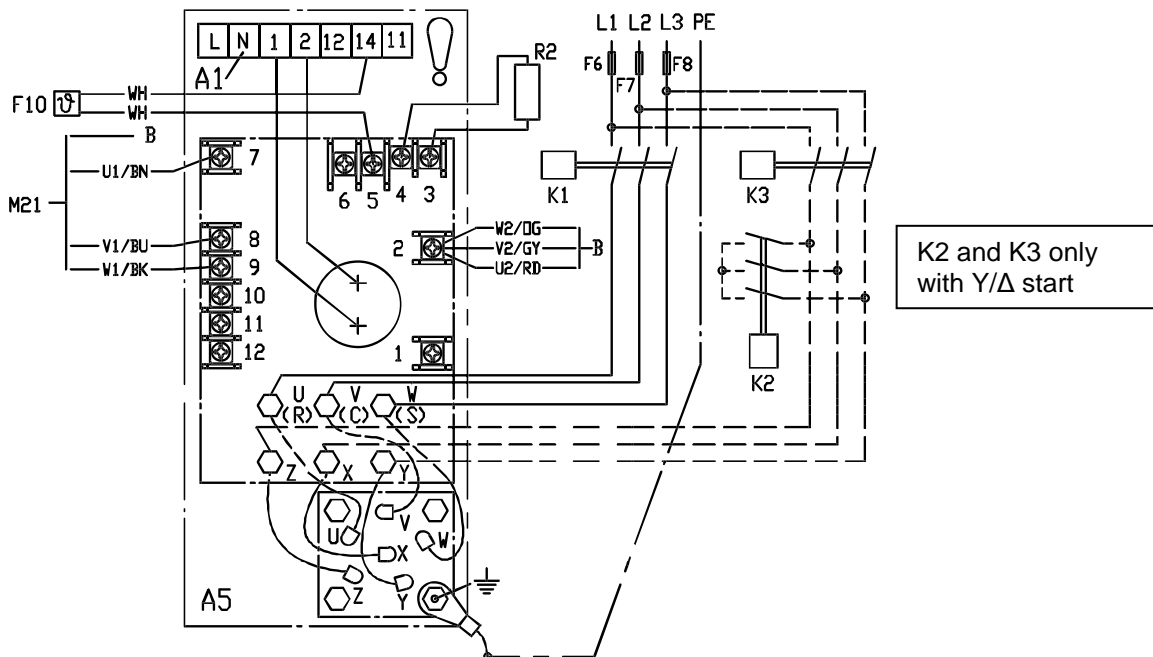 L1 L2 L3 PE
L N 1 2 12 14 11
R2
F6
F7
F8
A1
F10 ϑ
WH
WH
B
U1/BN
7
M21
6 5 4 3
K1
K3
W2/OG
V2/GY
U2/RD
B
2
V1/BU
8
W1/BK
9
10
11
12
1
K2 and K3 only
with Y/Δ start
K2
U
(R)
V
(C)
W
(S)
Z X Y
U V W
X
Z Y
A5